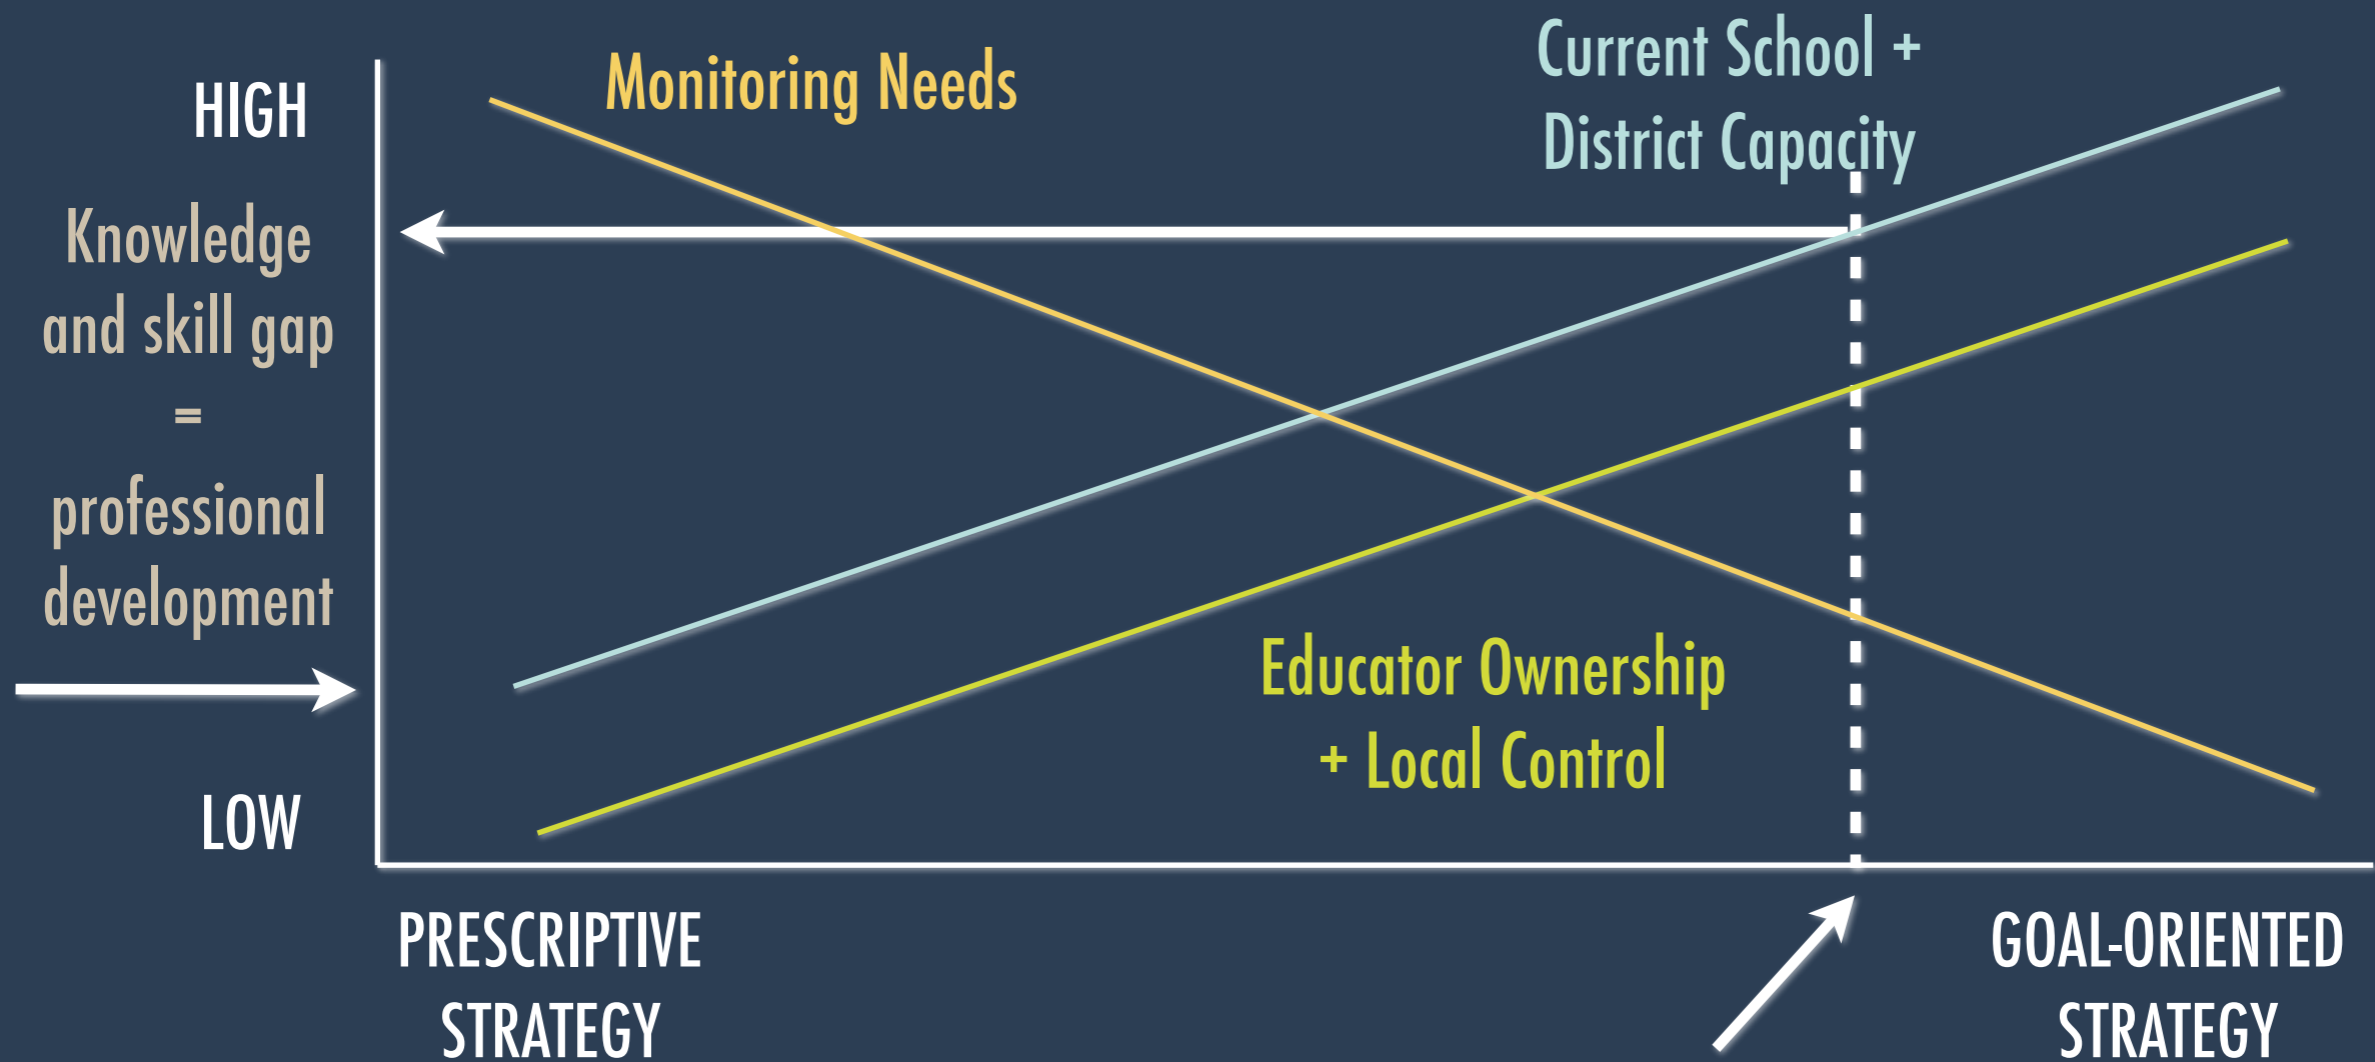 Monitoring Needs
Current School +
District Capacity
HIGH
Knowledge
and skill gap
=
professional
development
Educator Ownership
+ Local Control
LOW
PRESCRIPTIVE
STRATEGY
GOAL-ORIENTED
STRATEGY